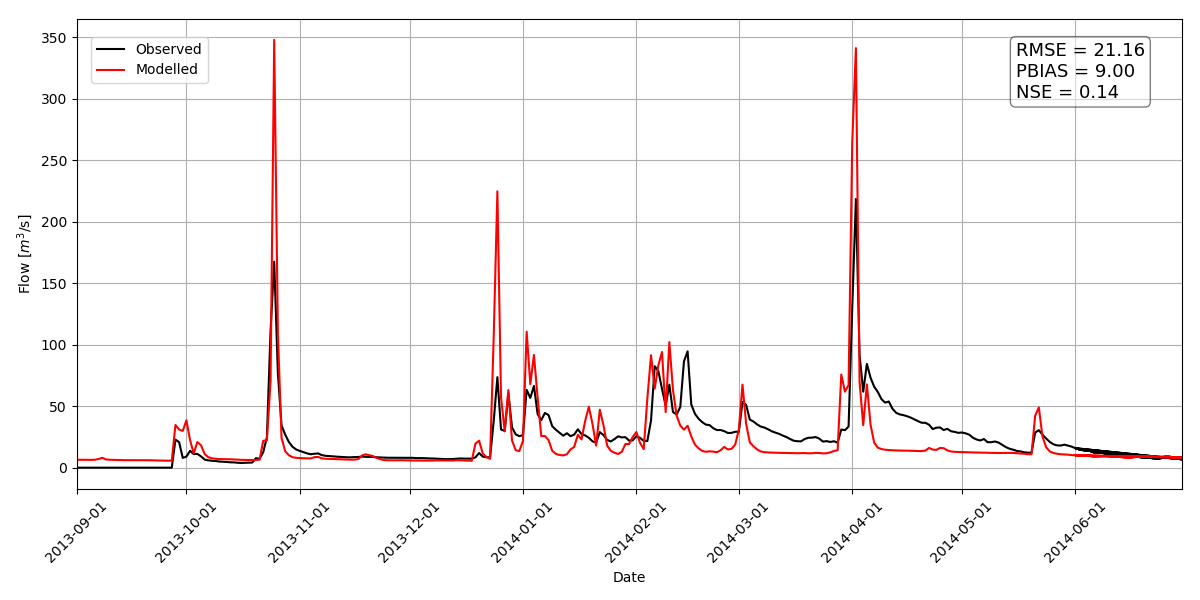 350
300
250
200
150
100
50
0
Flow [m³/s]
Observed
Modelled
RMSE = 21.16
PBIAS = 9.00
NSE = 0.14
2013-09-01
2013-10-01
2013-11-01
2013-12-01
2014-01-01
2014-02-01
2014-03-01
2014-04-01
2014-05-01
2014-06-01
Date